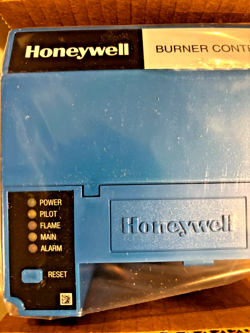 Honeywell
BURNER CONT
Honeywell
POWER
PILOT
FLAME
MAIN
ALARM
RESET